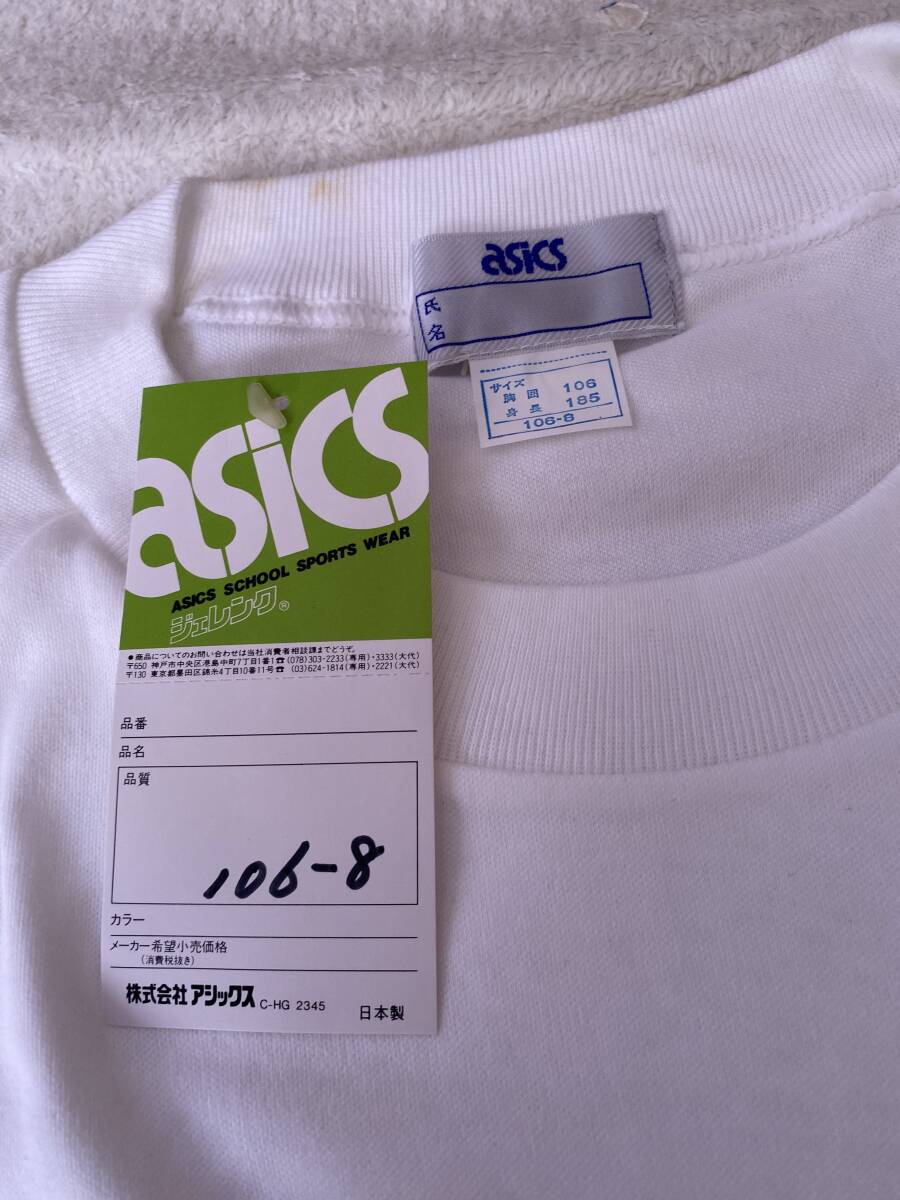 asics
氏
名
サイズ
胸囲 106
身長 185
106-8
asics
ASICS SCHOOL SPORTS WEAR
ジェレンク®
●商品についてのお問い合わせは当社消費者相談課までどうぞ。
〒650 神戸市中央区港島中町7丁目1番1☎(078)303-2233(専用)・3333(大代)
〒130 東京都墨田区錦糸4丁目10番11号☎(03)624-1814(専用)・2221(大代)
品番
品名
品質
106-8
カラー
メーカー希望小売価格
(消費税抜き)
株式会社アシックス C-HG 2345 日本製